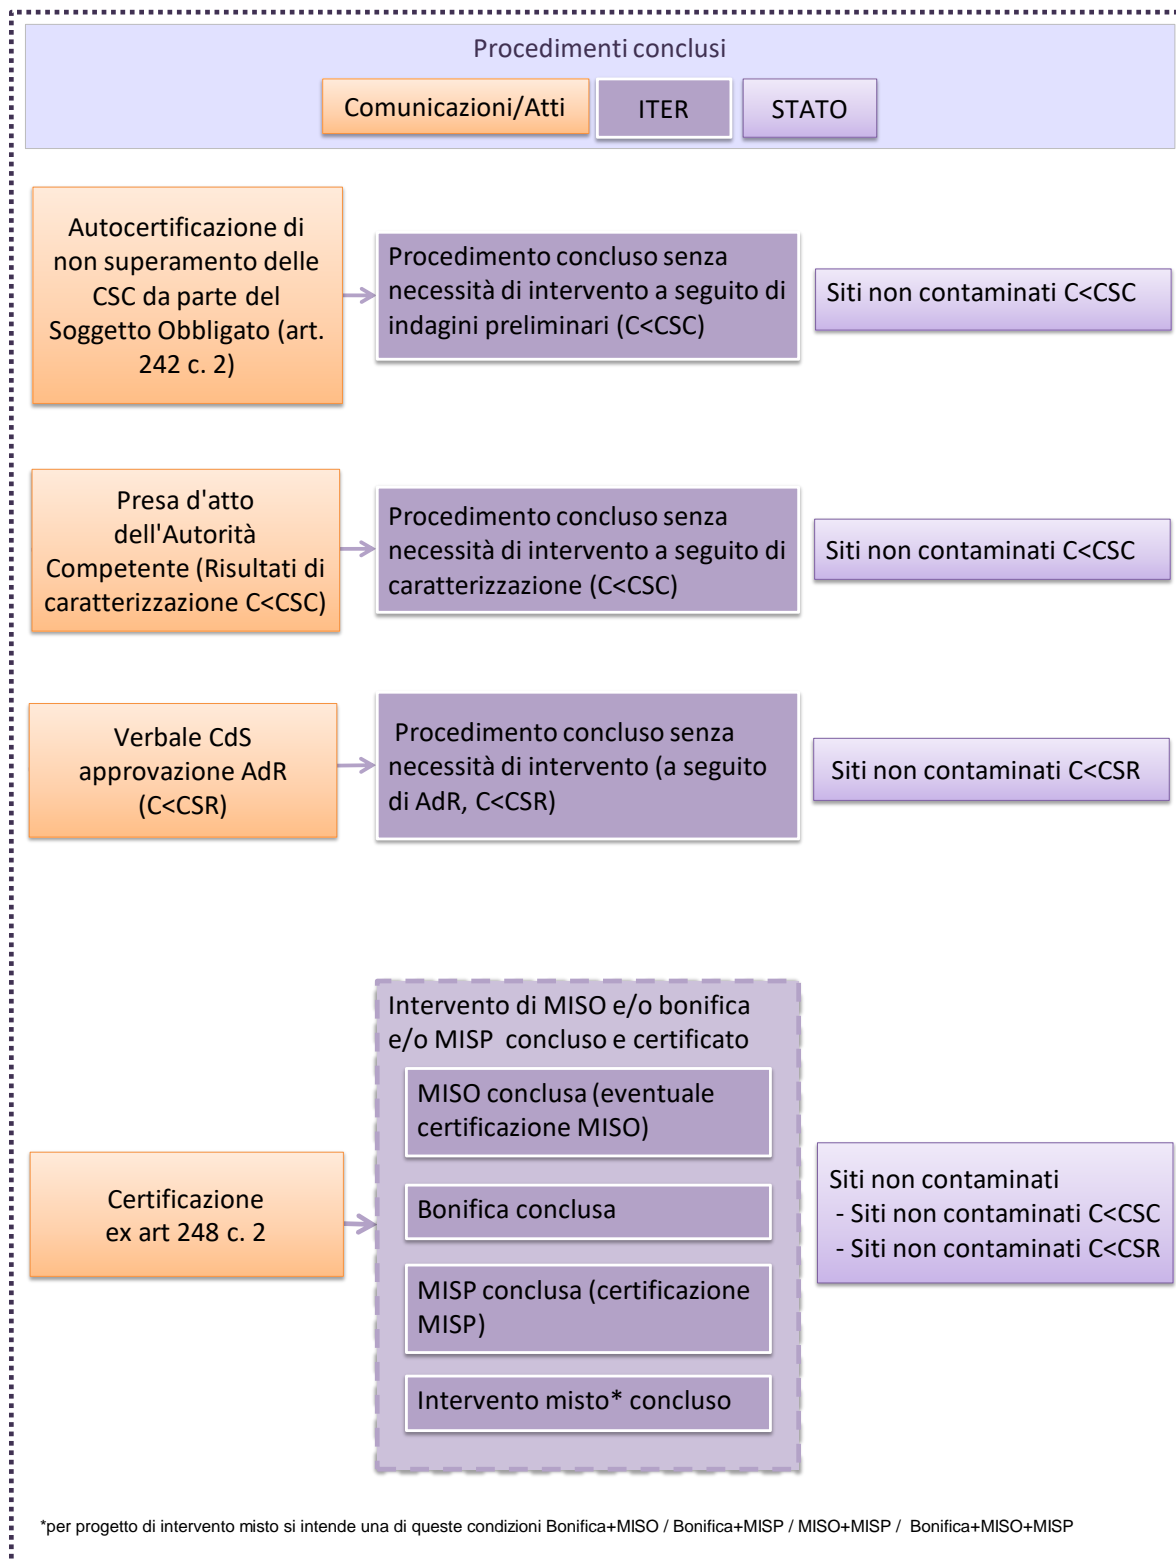 Procedimenti conclusi
Comunicazioni/Atti
ITER
STATO
Autocertificazione di
non superamento delle
CSC da parte del
Soggetto Obbligato (art.
242 c. 2)
Procedimento concluso senza
necessità di intervento a seguito di
indagini preliminari (C<CSC)
Siti non contaminati C<CSC
Presa d'atto
dell'Autorità
Competente (Risultati di
caratterizzazione C<CSC)
Procedimento concluso senza
necessità di intervento a seguito di
caratterizzazione (C<CSC)
Siti non contaminati C<CSC
Verbale CdS
approvazione AdR
(C<CSR)
Procedimento concluso senza
necessità di intervento (a seguito
di AdR, C<CSR)
Siti non contaminati C<CSR
Certificazione
ex art 248 c. 2
Intervento di MISO e/o bonifica
e/o MISP concluso e certificato
MISO conclusa (eventuale
certificazione MISO)
Bonifica conclusa
MISP conclusa (certificazione
MISP)
Intervento misto* concluso
Siti non contaminati
- Siti non contaminati C<CSC
- Siti non contaminati C<CSR
*per progetto di intervento misto si intende una di queste condizioni Bonifica+MISO / Bonifica+MISP / MISO+MISP / Bonifica+MISO+MISP